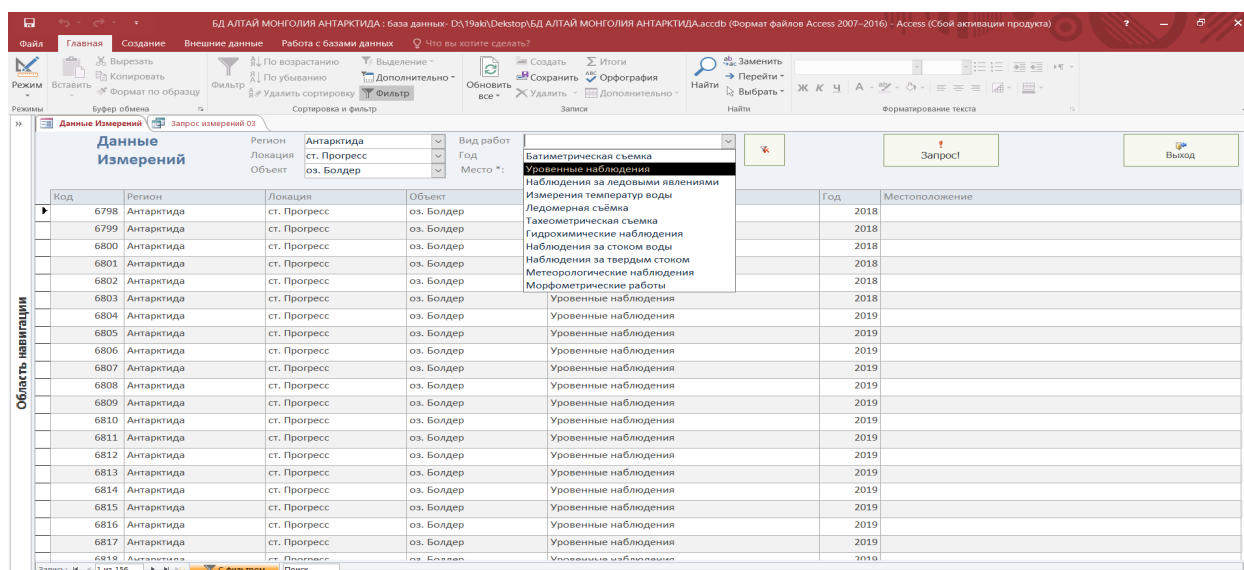 БД АЛТАЙ МОНГОЛИЯ АНТАРКТИДА : база данных- D:\19aki\Dekstop\БД АЛТАЙ МОНГОЛИЯ АНТАРКТИДА.accdb (Формат файлов Access 2007–2016) - Access (Сбой активации продукта)
Файл Главная Создание Внешние данные Работа с базами данных Что вы хотите сделать?
Вырезать По возрастанию Выделение Создать Итоги Заменить
Копировать По убыванию Дополнительно Сохранить Орфография Перейти
Режим Вставить Формат по образцу Фильтр Удалить сортировку Фильтр Обновить все Удалить Дополнительно Найти Выбрать Ж К Ч А
Режимы Буфер обмена Сортировка и фильтр Записи Найти Форматирование текста
Данные Измерений Запрос измерений 03
Данные Измерений
Регион Антарктида Вид работ
Локация ст. Прогресс Год
Объект оз. Болдер Место *:
Запрос!
Выход
Батиметрическая съемка
Уровенные наблюдения
Наблюдения за ледовыми явлениями
Измерения температур воды
Ледомерная съёмка
Тахеометрическая съемка
Гидрохимические наблюдения
Наблюдения за стоком воды
Наблюдения за твердым стоком
Метеорологические наблюдения
Морфометрические работы
Код Регион Локация Объект Год Местоположение
6798 Антарктида ст. Прогресс оз. Болдер 2018
6799 Антарктида ст. Прогресс оз. Болдер 2018
6800 Антарктида ст. Прогресс оз. Болдер 2018
6801 Антарктида ст. Прогресс оз. Болдер 2018
6802 Антарктида ст. Прогресс оз. Болдер 2018
6803 Антарктида ст. Прогресс оз. Болдер Уровенные наблюдения 2018
6804 Антарктида ст. Прогресс оз. Болдер Уровенные наблюдения 2019
6805 Антарктида ст. Прогресс оз. Болдер Уровенные наблюдения 2019
6806 Антарктида ст. Прогресс оз. Болдер Уровенные наблюдения 2019
6807 Антарктида ст. Прогресс оз. Болдер Уровенные наблюдения 2019
6808 Антарктида ст. Прогресс оз. Болдер Уровенные наблюдения 2019
6809 Антарктида ст. Прогресс оз. Болдер Уровенные наблюдения 2019
6810 Антарктида ст. Прогресс оз. Болдер Уровенные наблюдения 2019
6811 Антарктида ст. Прогресс оз. Болдер Уровенные наблюдения 2019
6812 Антарктида ст. Прогресс оз. Болдер Уровенные наблюдения 2019
6813 Антарктида ст. Прогресс оз. Болдер Уровенные наблюдения 2019
6814 Антарктида ст. Прогресс оз. Болдер Уровенные наблюдения 2019
6815 Антарктида ст. Прогресс оз. Болдер Уровенные наблюдения 2019
6816 Антарктида ст. Прогресс оз. Болдер Уровенные наблюдения 2019
6817 Антарктида ст. Прогресс оз. Болдер Уровенные наблюдения 2019
6818 Антарктида ст. Прогресс оз. Болдер Уровенные наблюдения 2019
Запись: 1 из 156 С фильтром Поиск
Область навигации